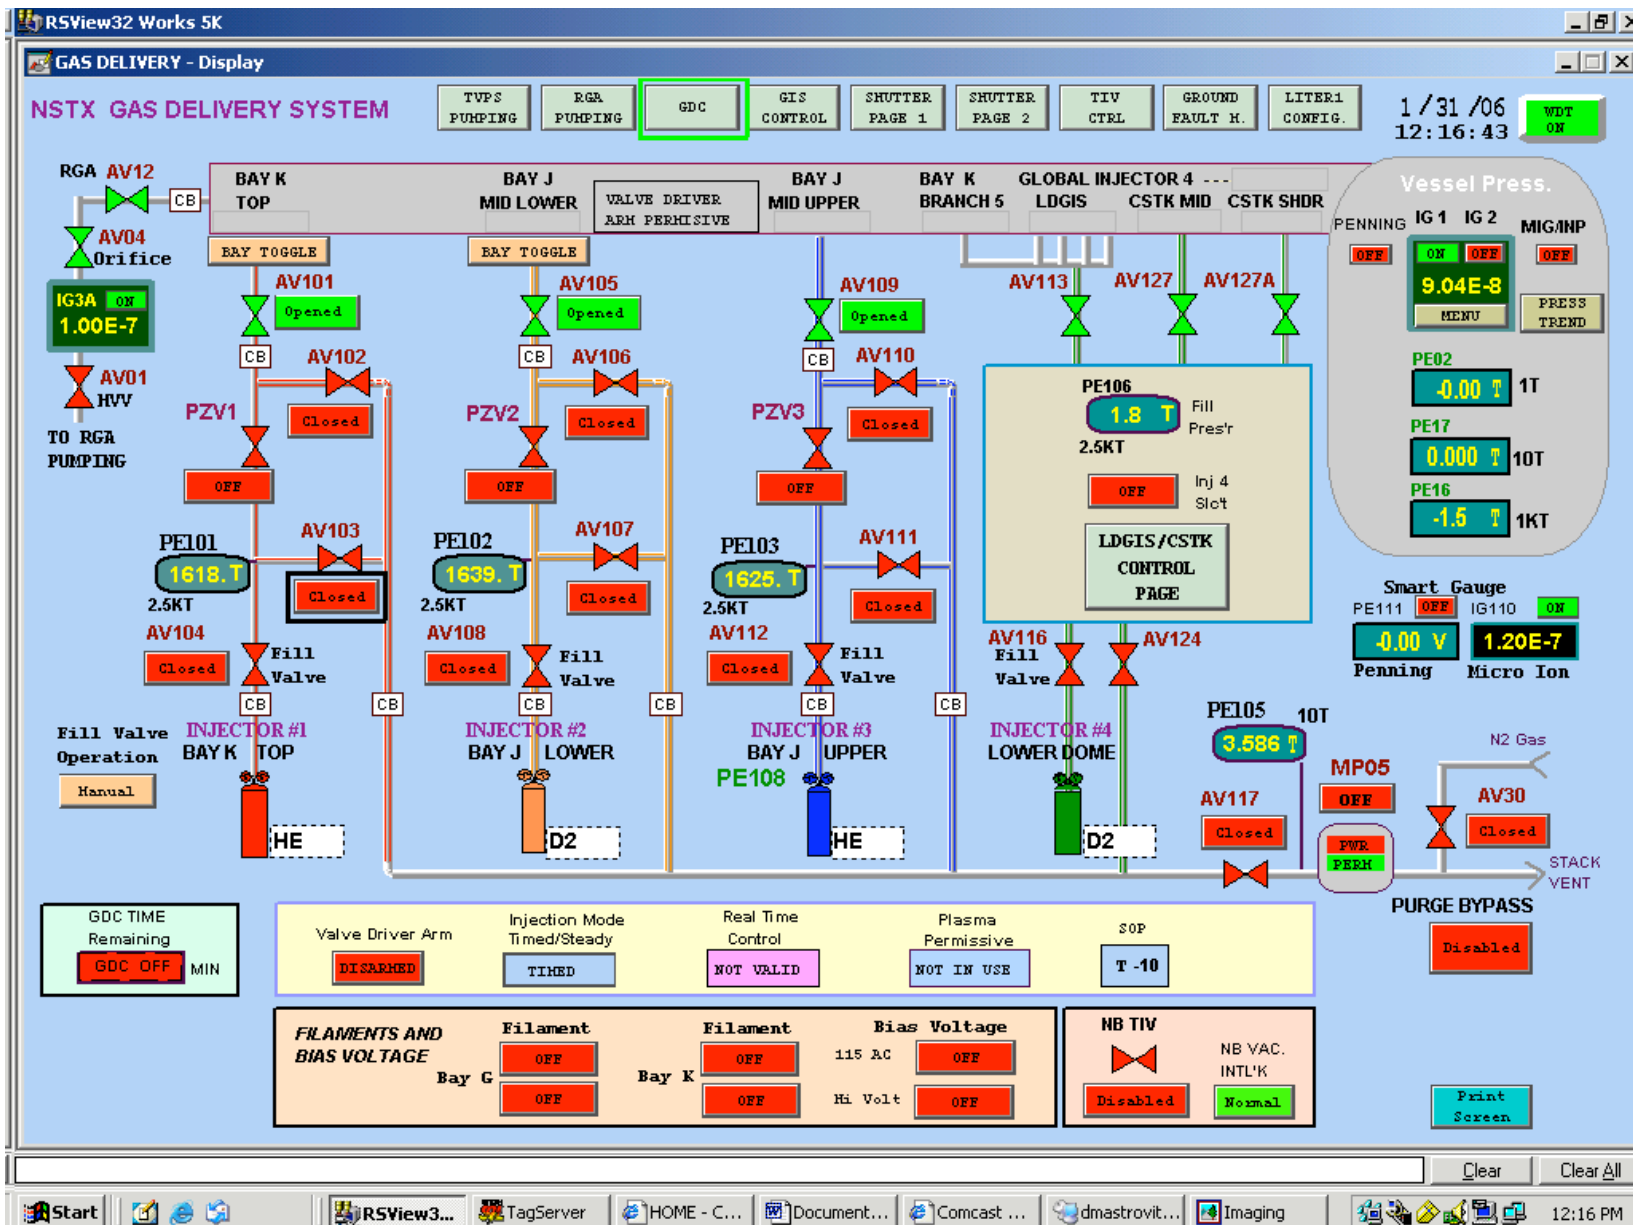 RSView32 Works 5K
GAS DELIVERY - Display
NSTX GAS DELIVERY SYSTEM
TVPS PUMPING
RGA PUMPING
GDC
GIS CONTROL
SHUTTER PAGE 1
SHUTTER PAGE 2
TIV CTRL
GROUND FAULT M.
LITER1 CONFIG.
1 / 31 /06
12:16:43
WDT ON
RGA AV12
CB
AV04
Orifice
IG3A ON
1.00E-7
AV01
HVV
TO RGA
PUMPING
BAY K
TOP
BAY J
MID LOWER
VALVE DRIVER
ARM PERMISIVE
BAY J
MID UPPER
BAY K
BRANCH 5
GLOBAL INJECTOR 4 ---
LDGIS
CSTK MID
CSTK SHDR
BAY TOGGLE
BAY TOGGLE
AV101
Opened
AV105
Opened
AV109
Opened
AV113
AV127
AV127A
CB
AV102
Closed
CB
AV106
Closed
CB
AV110
Closed
PZV1
OFF
PZV2
OFF
PZV3
OFF
PE106
1.8 T
Fill
Pres'r
2.5KT
OFF
Inj 4
Slc't
LDGIS/CSTK
CONTROL
PAGE
PE101
1618. T
2.5KT
AV103
Closed
PE102
1639. T
2.5KT
AV107
Closed
PE103
1625. T
2.5KT
AV111
Closed
AV104
Closed
Fill
Valve
AV108
Closed
Fill
Valve
AV112
Closed
Fill
Valve
AV116
Fill
Valve
AV124
CB
CB
CB
CB
CB
CB
Fill Valve
Operation
Manual
INJECTOR #1
BAY K TOP
HE
INJECTOR #2
BAY J LOWER
D2
INJECTOR #3
BAY J UPPER
PE108
HE
INJECTOR #4
LOWER DOME
D2
Vessel Press.
PENNING
OFF
IG 1 IG 2
ON OFF
9.04E-8
MENU
MIG/INP
OFF
PRESS
TREND
PE02
-0.00 T 1T
PE17
0.000 T 10T
PE16
-1.5 T 1KT
Smart Gauge
PE111 OFF IG110 ON
-0.00 V
1.20E-7
Penning
Micro Ion
PE105 10T
3.586 T
AV117
Closed
MP05
OFF
PWR
PERM
N2 Gas
AV30
Closed
STACK
VENT
PURGE BYPASS
Disabled
GDC TIME
Remaining
GDC OFF MIN
Valve Driver Arm
DISARMED
Injection Mode
Timed/Steady
TIMED
Real Time
Control
NOT VALID
Plasma
Permissive
NOT IN USE
SOP
T -10
FILAMENTS AND
BIAS VOLTAGE
Filament
Bay G
OFF
OFF
Filament
Bay K
OFF
OFF
Bias Voltage
115 AC OFF
Hi Volt OFF
NB TIV
Disabled
NB VAC.
INTL'K
Normal
Print
Screen
Clear
Clear All
Start
RSView3...
TagServer
HOME - C...
Document...
Comcast ...
dmastrovit...
Imaging
12:16 PM